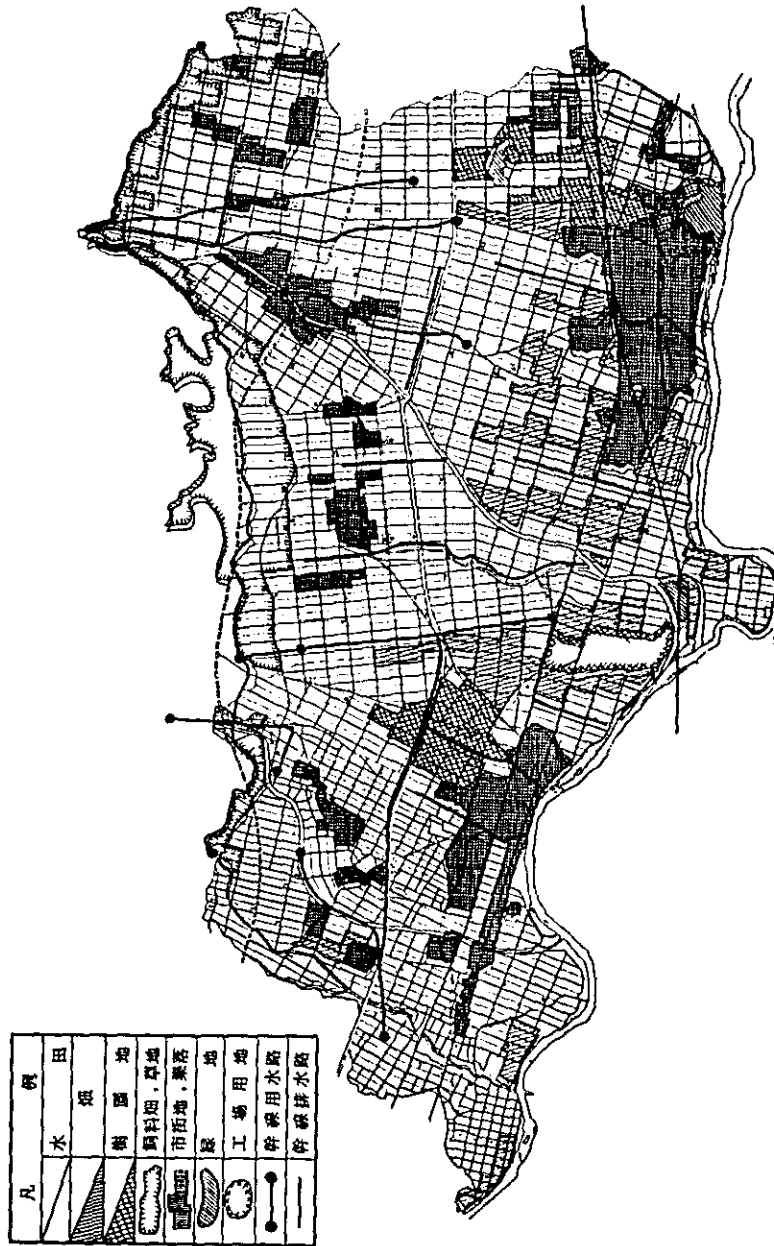 凡例
水田
畑
樹園地
飼料畑,草地
市街地,集落
緑地
工場用地
幹線用水路
幹線排水路